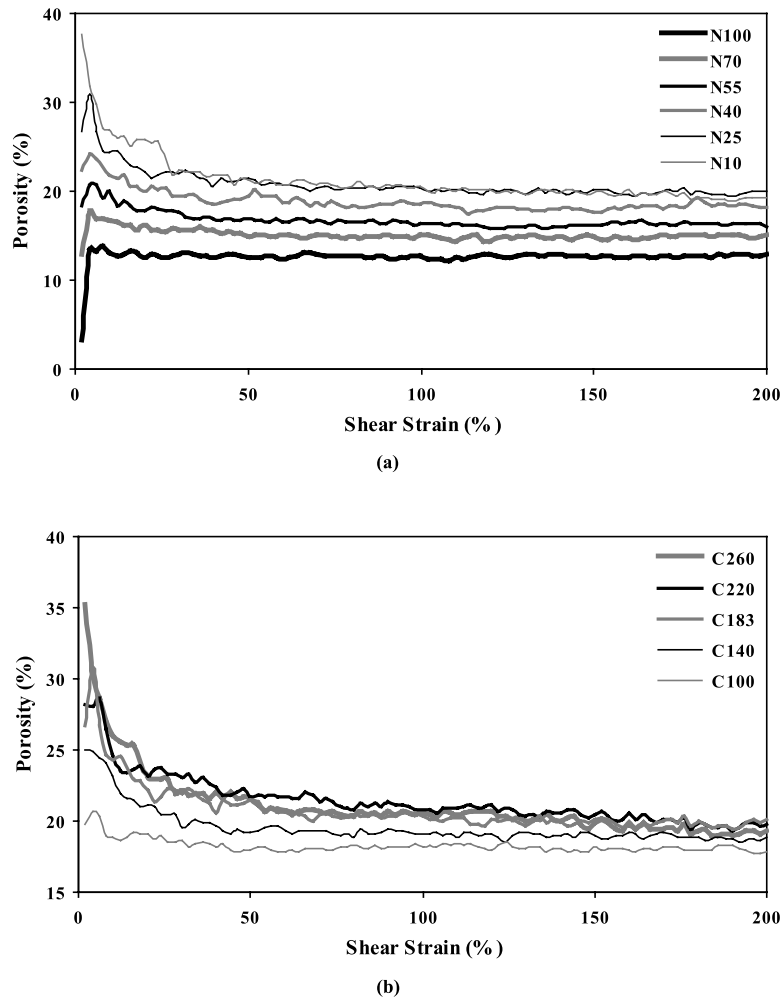 40
30
20
10
0
Porosity (%)
N100
N70
N55
N40
N25
N10
0 50 100 150 200
Shear Strain (%)
(a)
40
35
30
25
20
15
Porosity (%)
C260
C220
C183
C140
C100
0 50 100 150 200
Shear Strain (%)
(b)